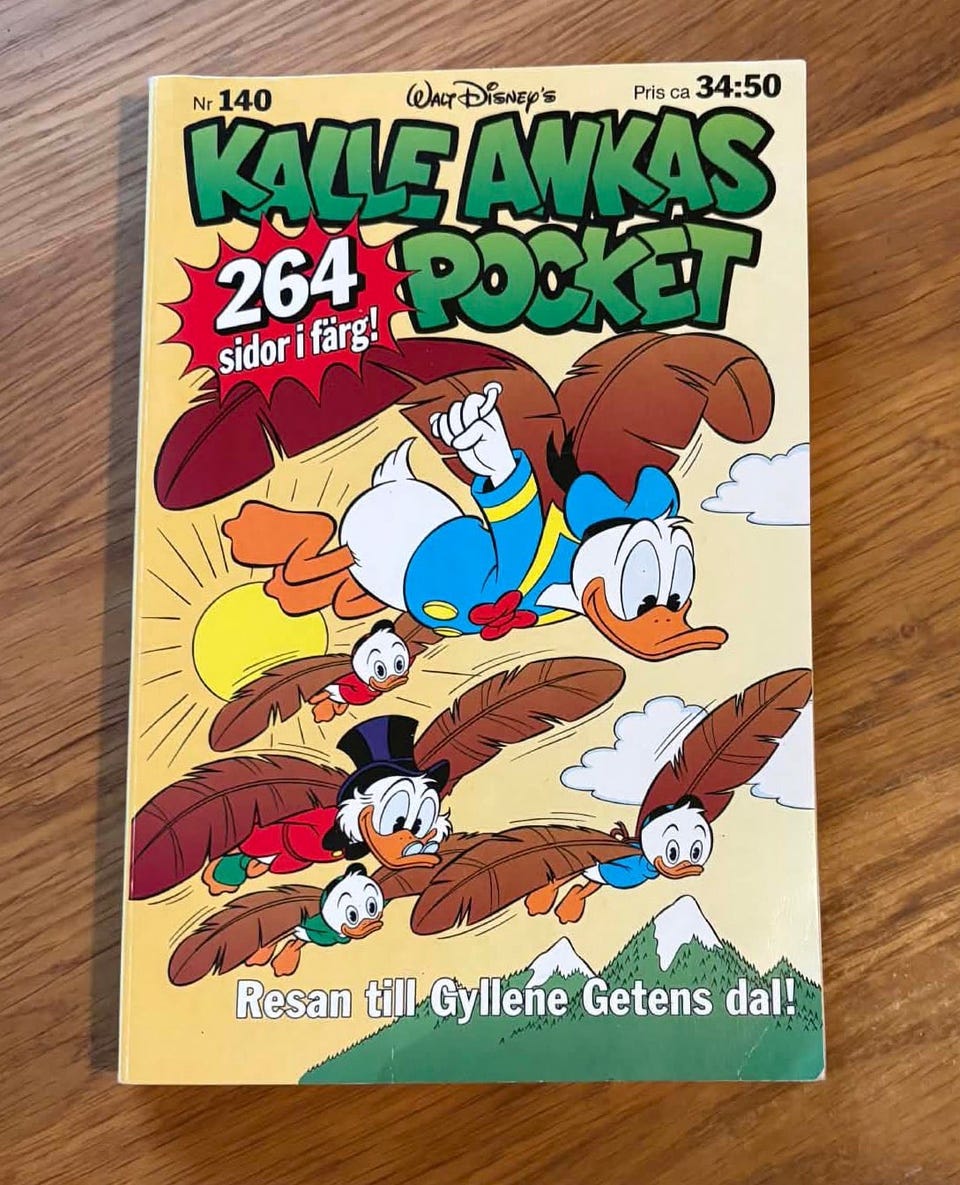 Nr 140
WALT DISNEY'S
Pris ca 34:50
KALLE ANKAS
POCKET
264
sidor i färg!
Resan till Gyllene Getens dal!